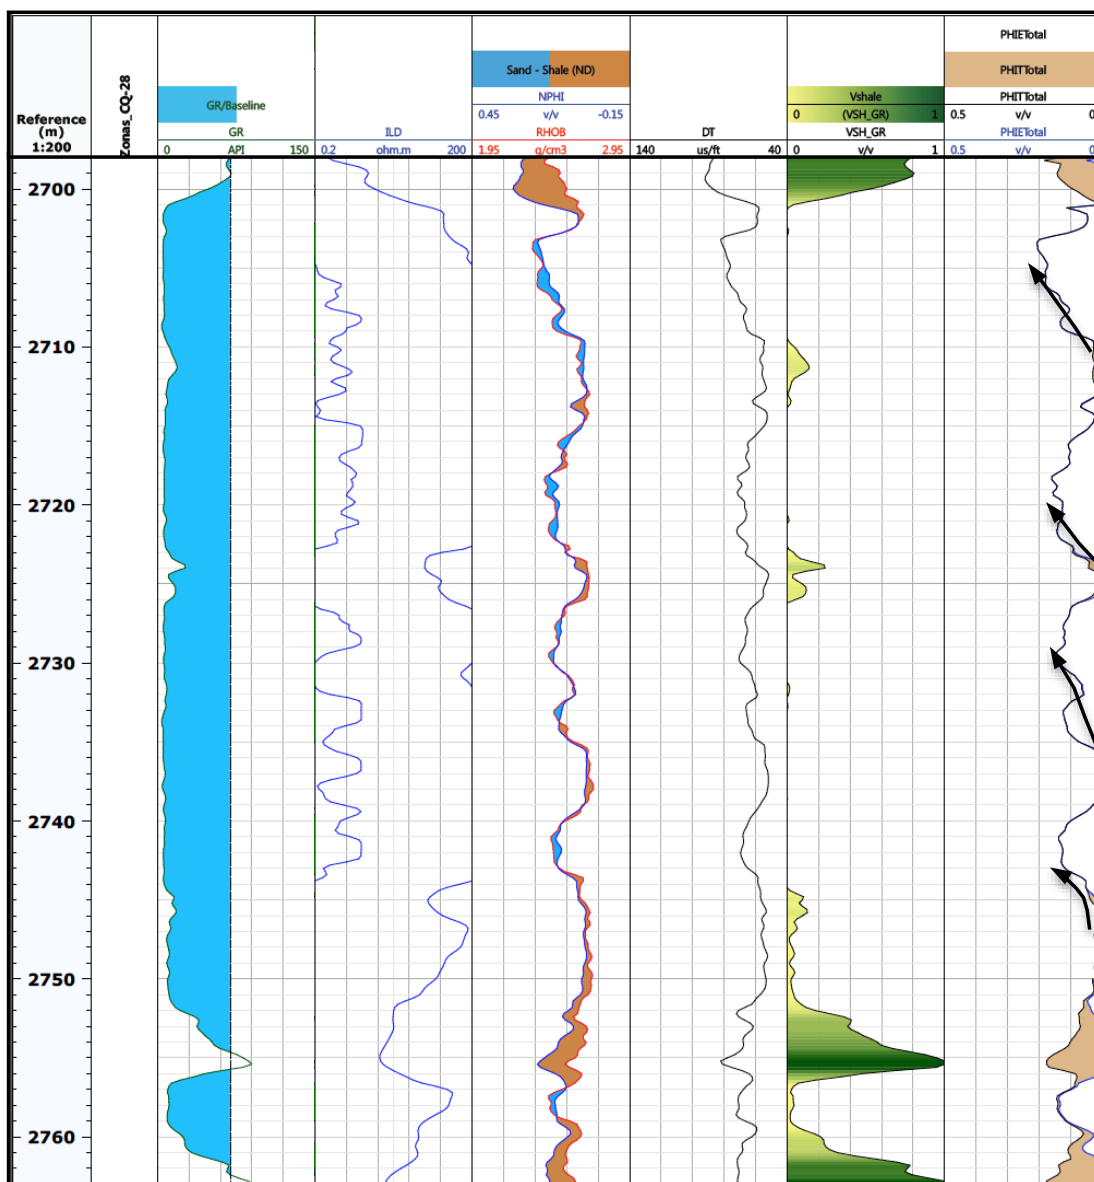 PHIETotal
Sand - Shale (ND)
PHITTotal
Zonas_CQ-28
GR/Baseline
NPHI
Vshale
PHITTotal
Reference
(m)
1:200
0.45 v/v -0.15
0 (VSH_GR) 1
0.5 v/v 0
GR
ILD
RHOB
DT
VSH_GR
PHIETotal
0 API 150
0.2 ohm.m 200
1.95 g/cm3 2.95
140 us/ft 40
0 v/v 1
0.5 v/v 0
2700
2710
2720
2730
2740
2750
2760